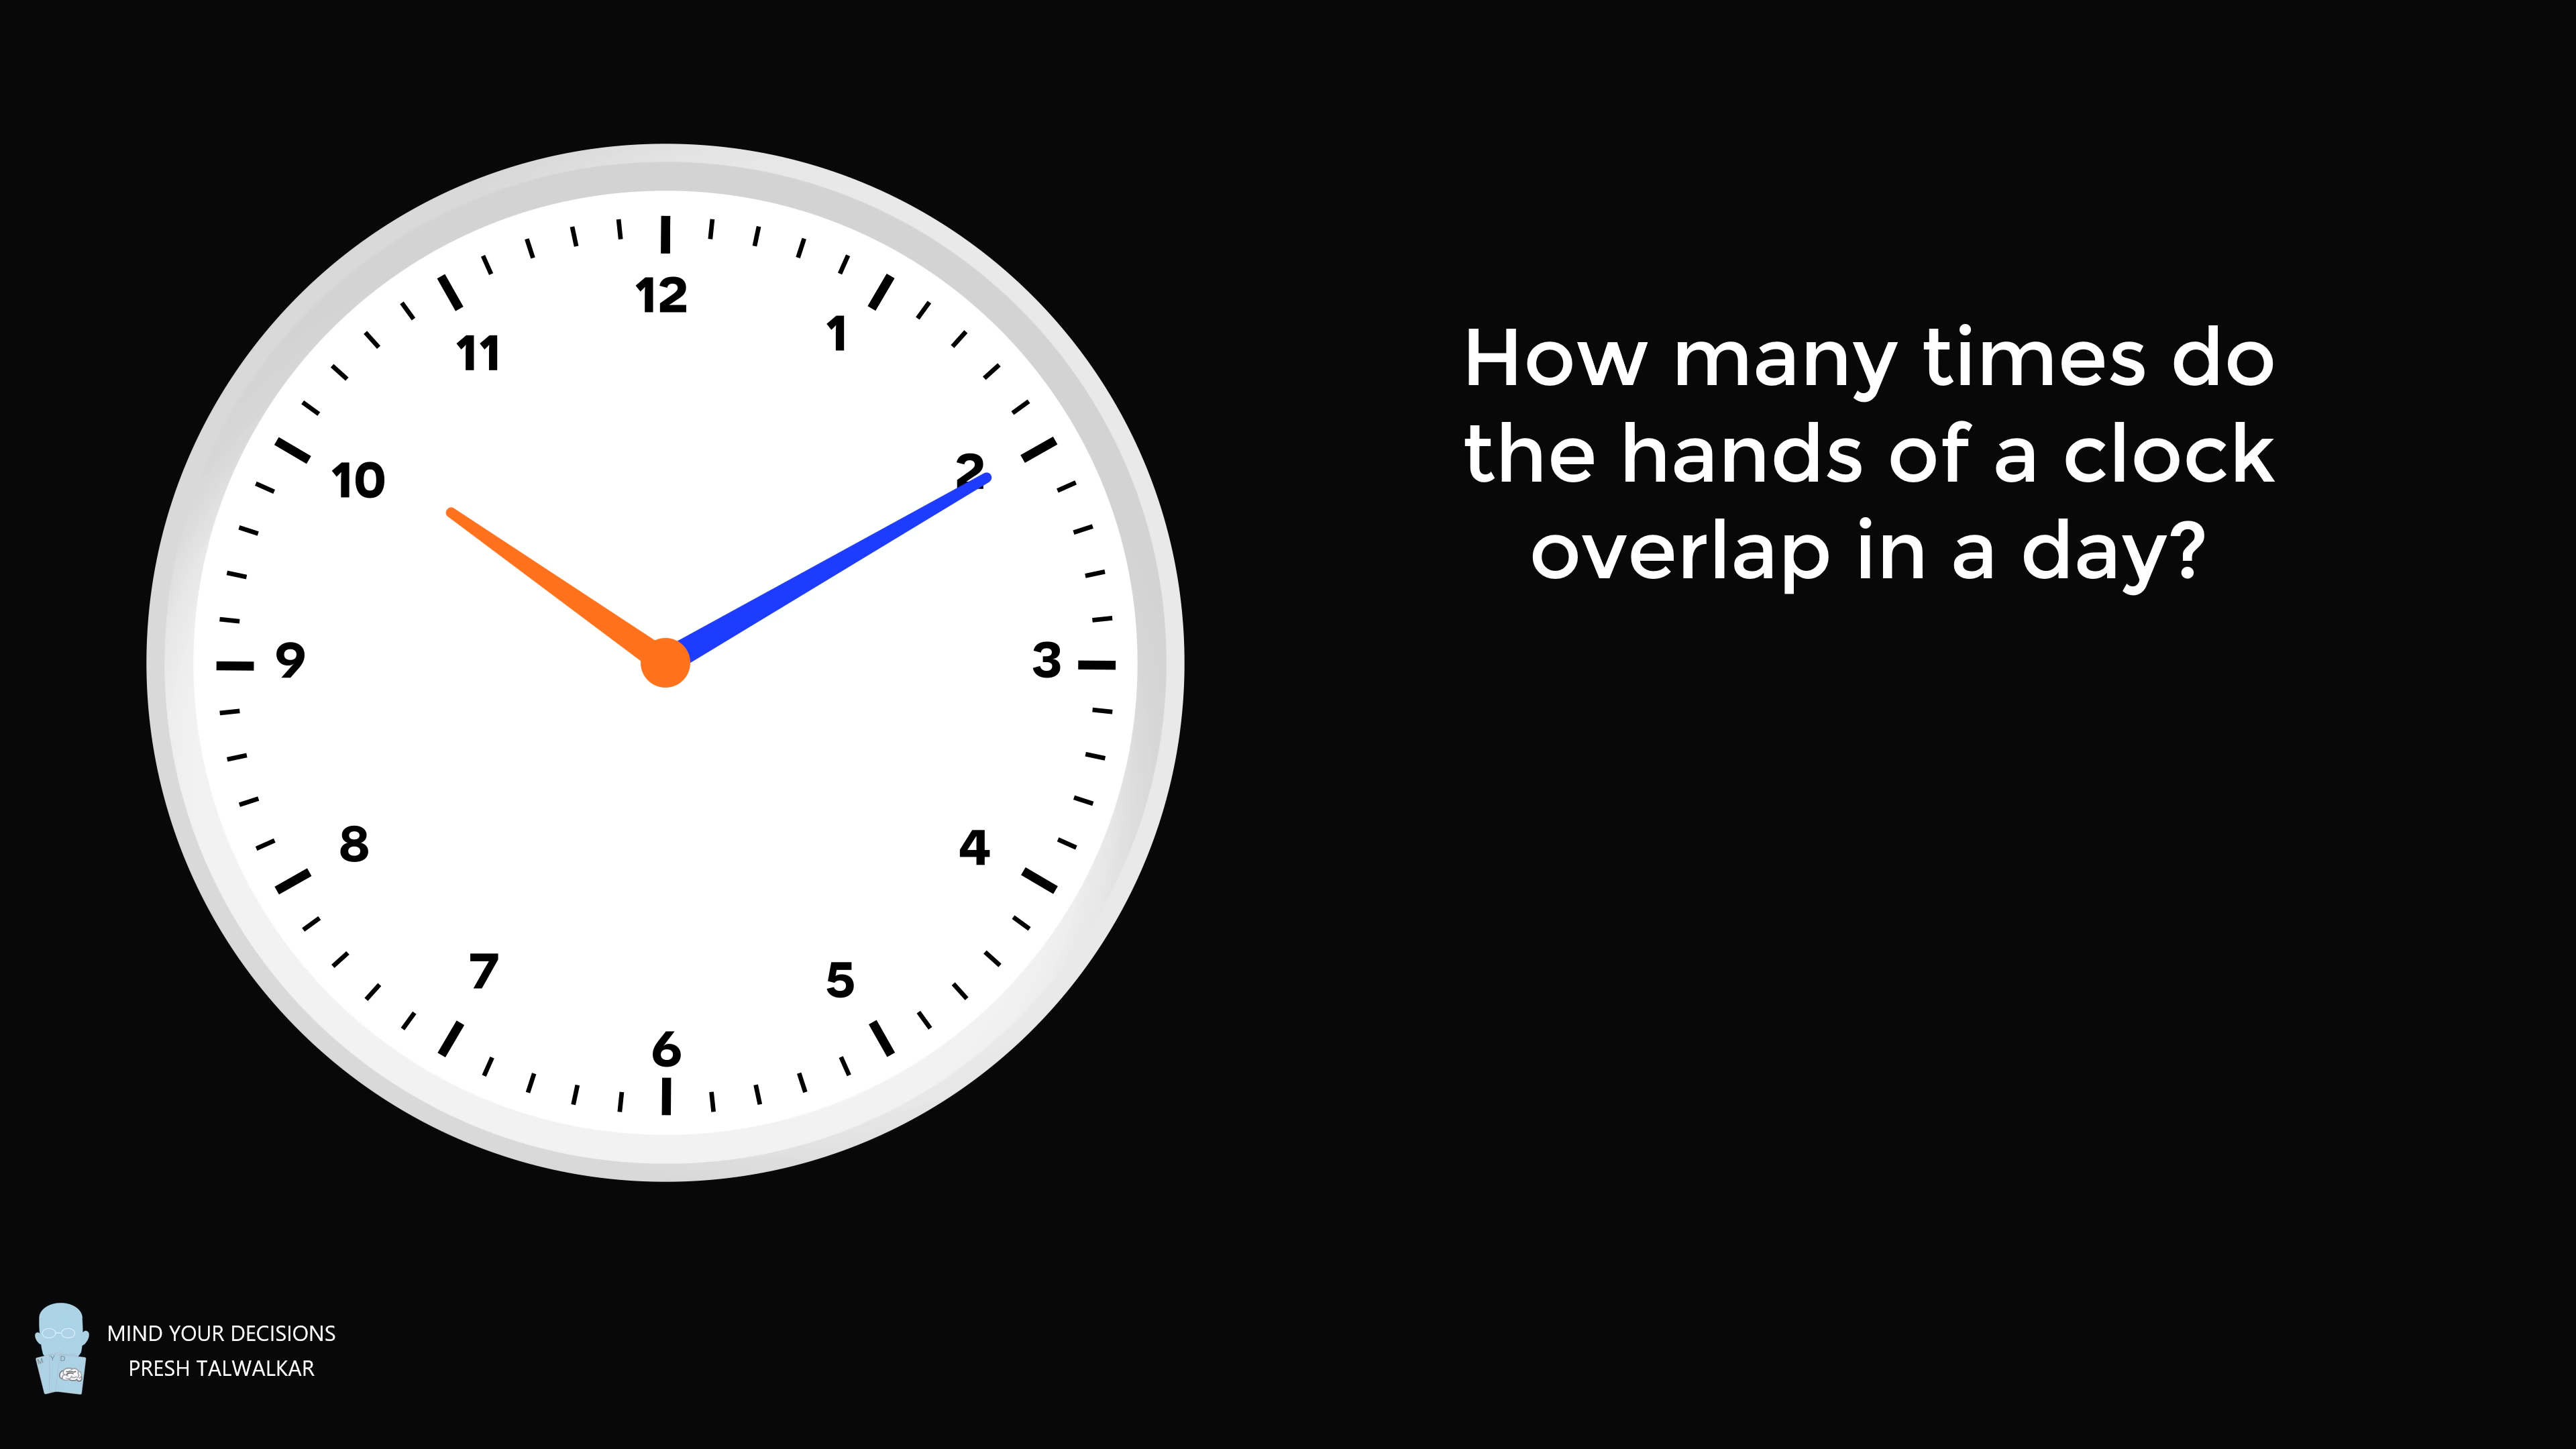 12
11
1
10
2
9
3
8
4
7
5
6
How many times do
the hands of a clock
overlap in a day?
MIND YOUR DECISIONS
PRESH TALWALKAR